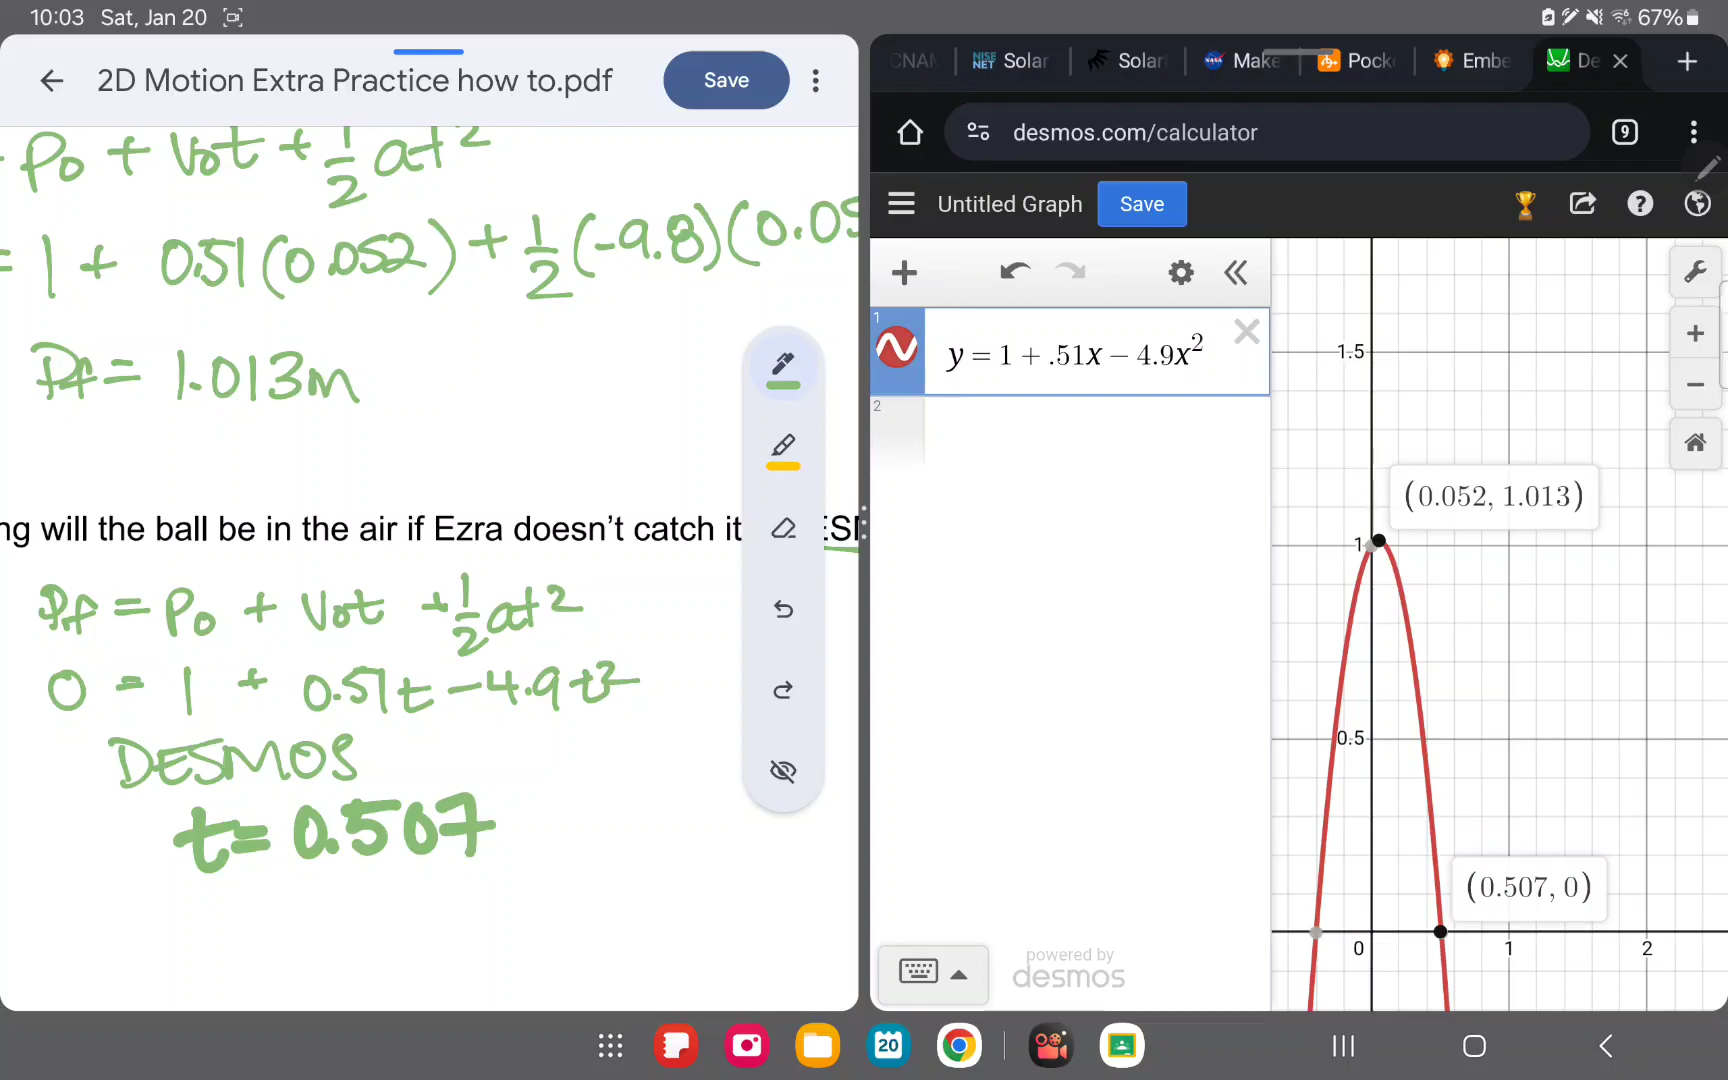 10:03 Sat, Jan 20
67%
2D Motion Extra Practice how to.pdf
Save
Po + Vot + 1/2 at²
= 1 + 0.51(0.052) + 1/2 (-9.8)(0.05
Pf = 1.013m
ng will the ball be in the air if Ezra doesn't catch it
Pf = Po + Vot + 1/2 at²
0 = 1 + 0.51t - 4.9t²
DESMOS
t = 0.507
Solar
Solar
Make
Pock
Embe
De
desmos.com/calculator
9
Untitled Graph
Save
1
y = 1 + .51x − 4.9x²
2
1.5
(0.052, 1.013)
1
0.5
(0.507, 0)
0
1
2
powered by
desmos
20